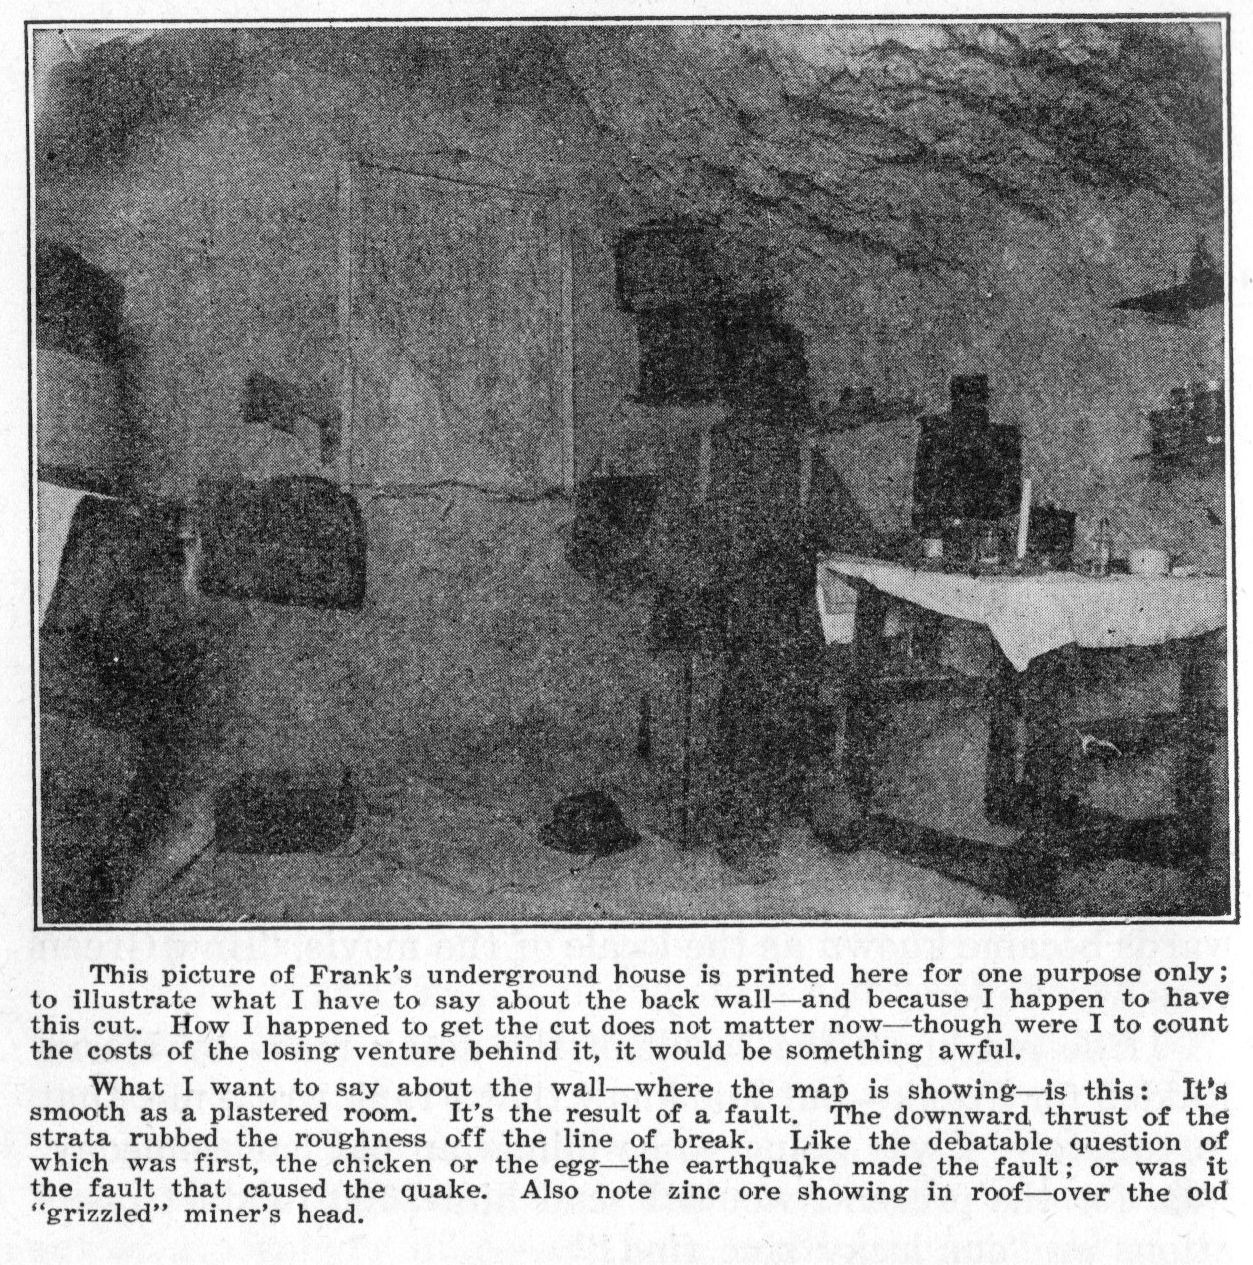 This picture of Frank's underground house is printed here for one purpose only;
to illustrate what I have to say about the back wall—and because I happen to have
this cut. How I happened to get the cut does not matter now—though were I to count
the costs of the losing venture behind it, it would be something awful.
What I want to say about the wall—where the map is showing—is this: It's
smooth as a plastered room. It's the result of a fault. The downward thrust of the
strata rubbed the roughness off the line of break. Like the debatable question of
which was first, the chicken or the egg—the earthquake made the fault; or was it
the fault that caused the quake. Also note zinc ore showing in roof—over the old
"grizzled" miner's head.